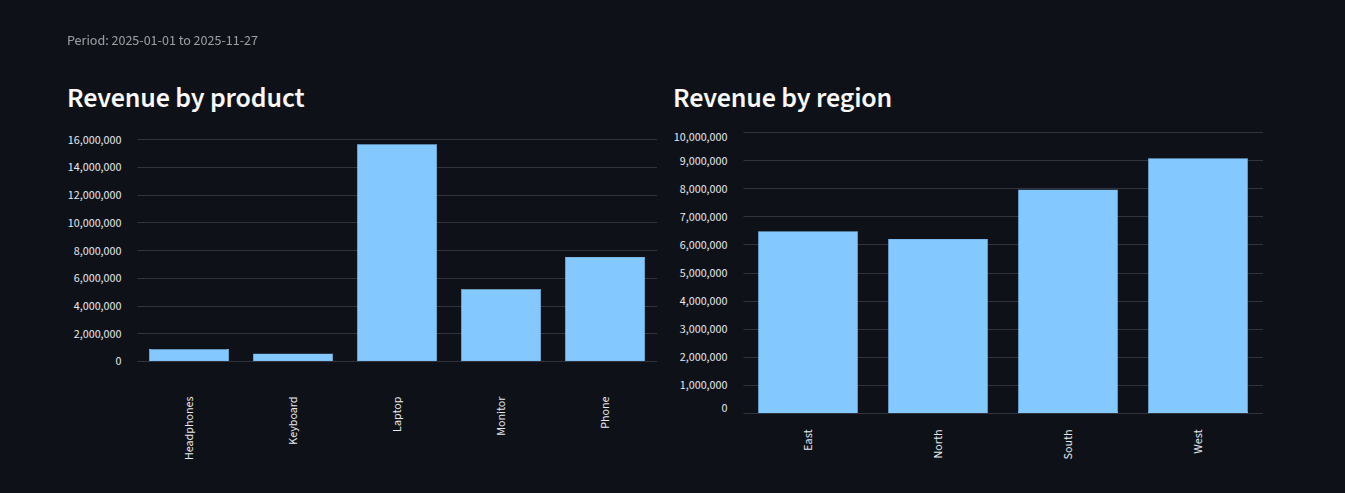 Period: 2025-01-01 to 2025-11-27
Revenue by product
16,000,000
14,000,000
12,000,000
10,000,000
8,000,000
6,000,000
4,000,000
2,000,000
0
Headphones
Keyboard
Laptop
Monitor
Phone
Revenue by region
10,000,000
9,000,000
8,000,000
7,000,000
6,000,000
5,000,000
4,000,000
3,000,000
2,000,000
1,000,000
0
East
North
South
West